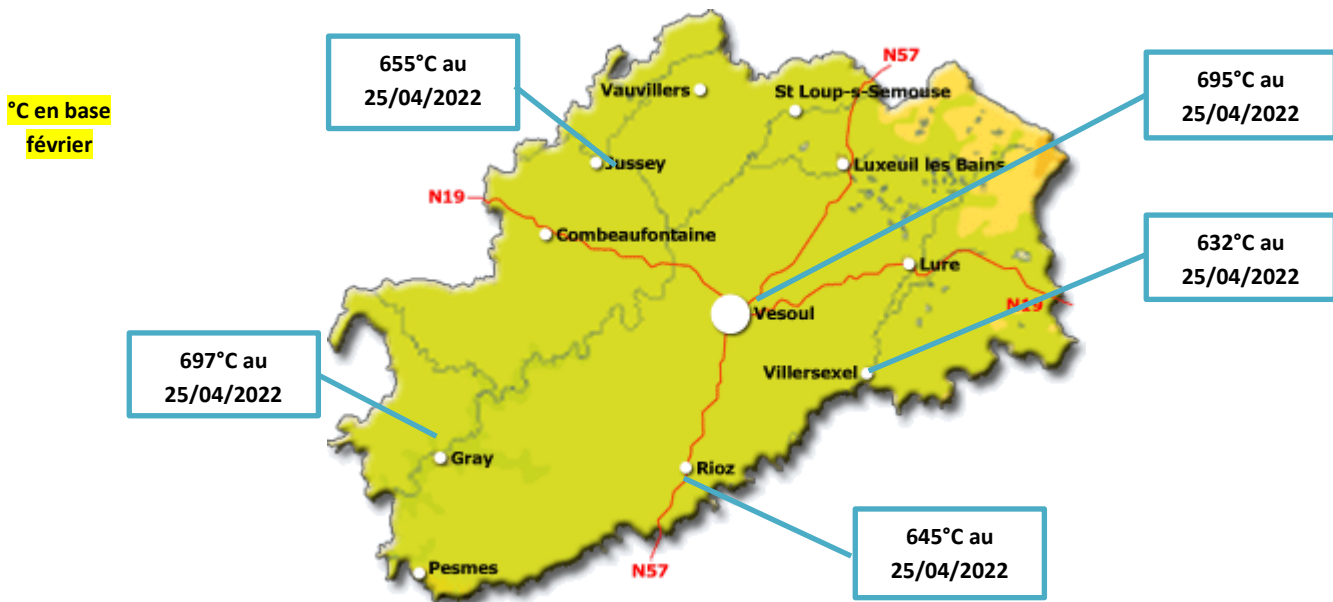 655°C au
25/04/2022
N57
695°C au
25/04/2022
°C en base
février
Vauvillers
St Loup-s-Semouse
Jussey
Luxeuil les Bains
N19
Combeaufontaine
632°C au
25/04/2022
Lure
N19
Vesoul
697°C au
25/04/2022
Villersexel
Gray
Rioz
645°C au
25/04/2022
Pesmes
N57